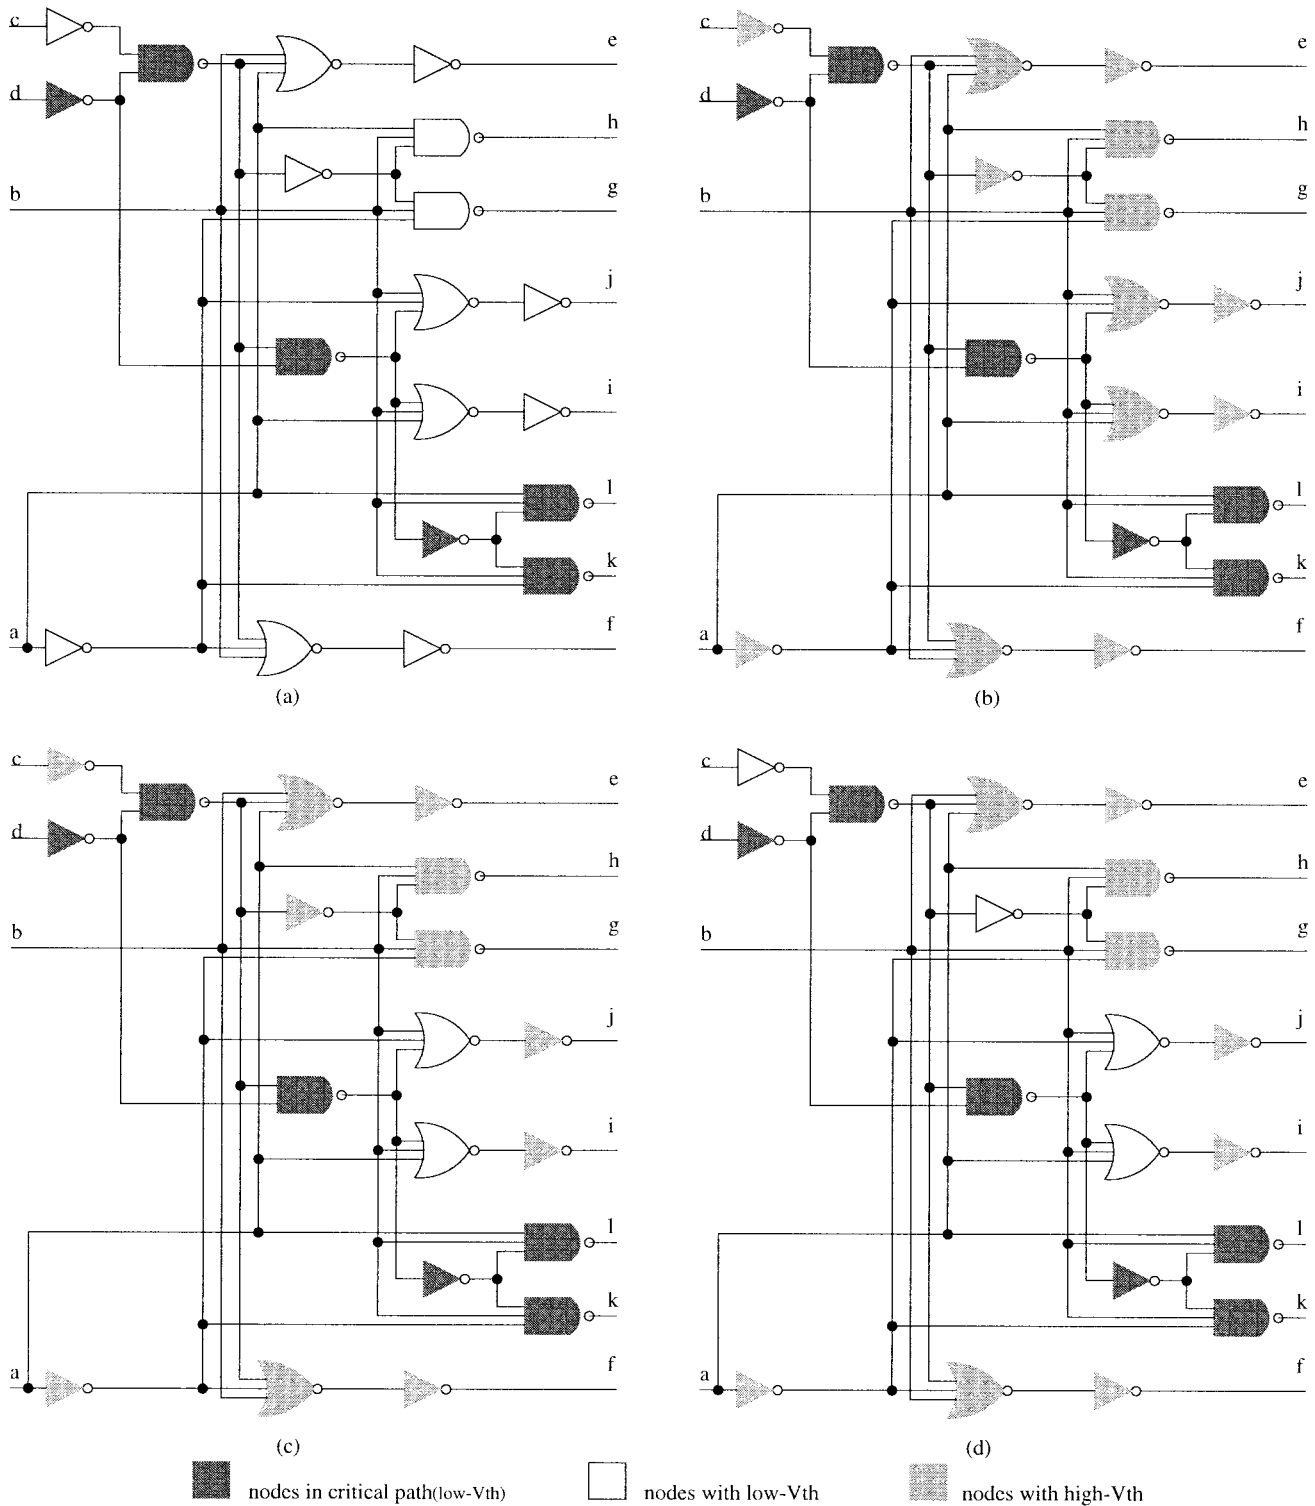 c
e
d
h
b
g
j
i
l
k
a
f
(a)
c
e
d
h
b
g
j
i
l
k
a
f
(b)
c
e
d
h
b
g
j
i
l
k
a
f
(c)
c
e
d
h
b
g
j
i
l
k
a
f
(d)
nodes in critical path(low-Vth)
nodes with low-Vth
nodes with high-Vth